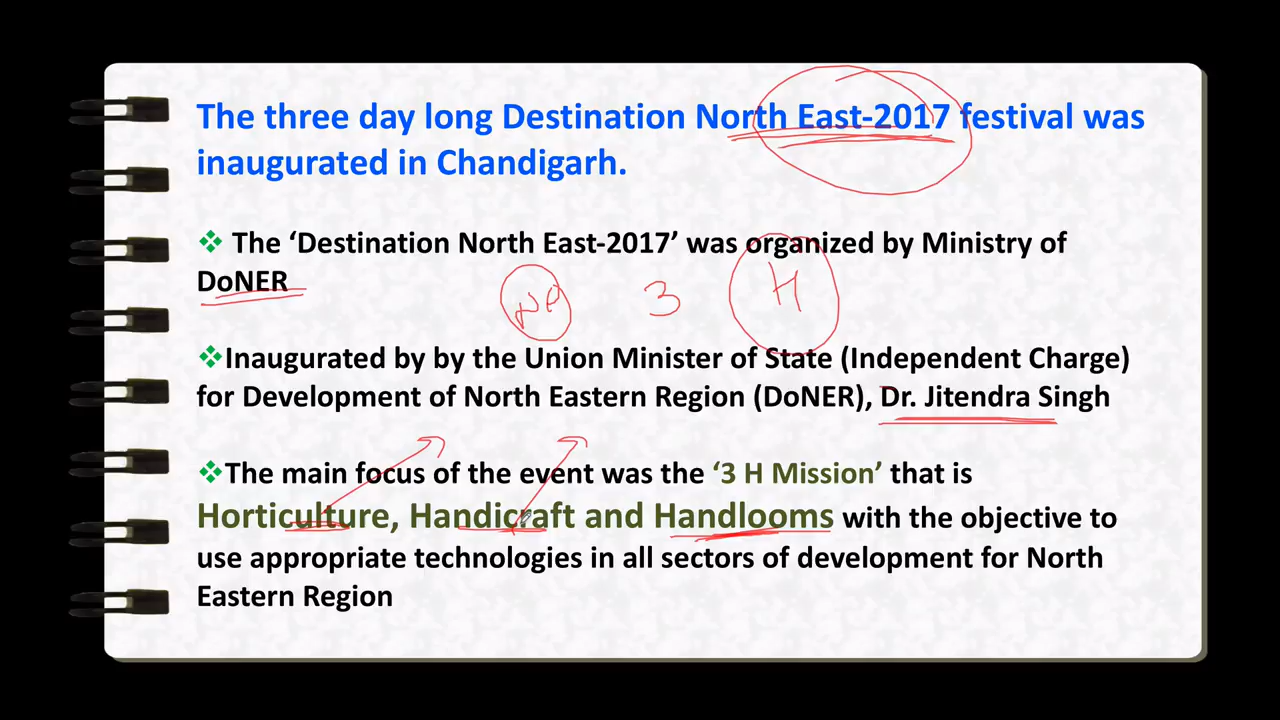 The three day long Destination North East-2017 festival was
inaugurated in Chandigarh.
❖ The ‘Destination North East-2017’ was organized by Ministry of
DoNER
3 H
❖Inaugurated by by the Union Minister of State (Independent Charge)
for Development of North Eastern Region (DoNER), Dr. Jitendra Singh
❖The main focus of the event was the ‘3 H Mission’ that is
Horticulture, Handicraft and Handlooms with the objective to
use appropriate technologies in all sectors of development for North
Eastern Region